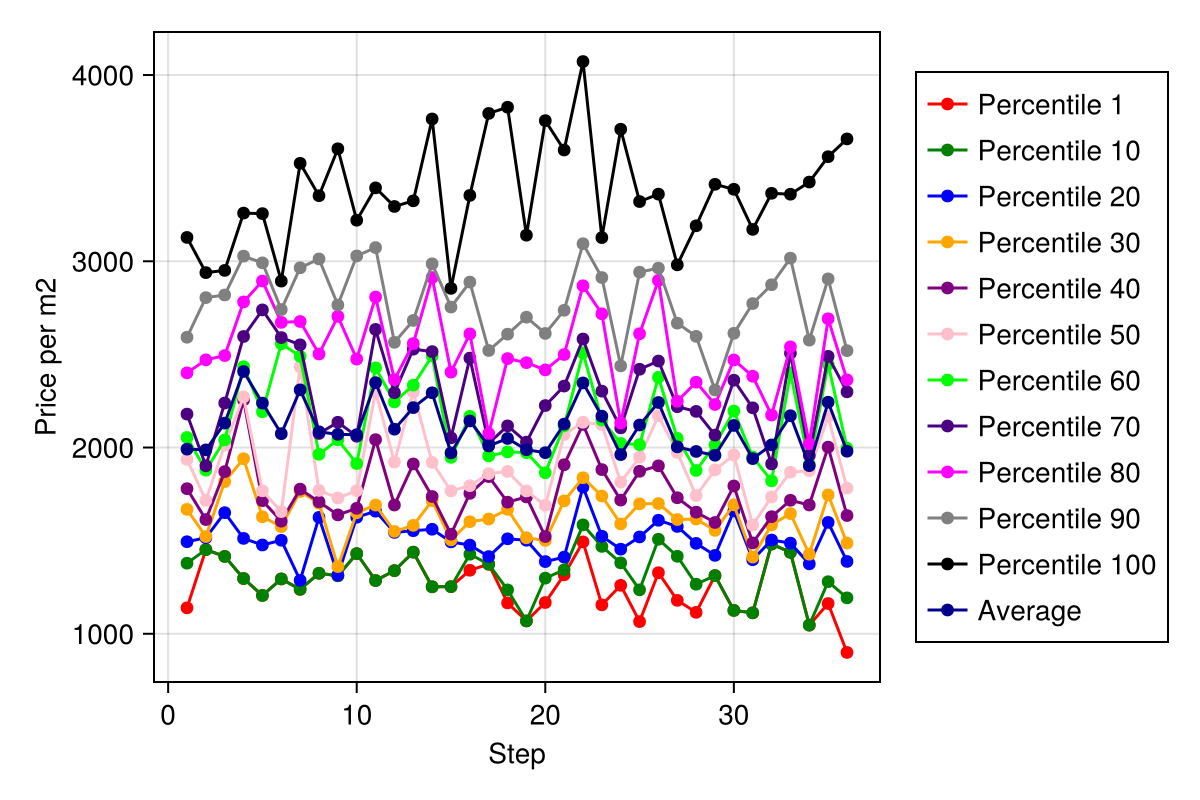 Price per m2
4000
3000
2000
1000
0
10
20
30
Step
Percentile 1
Percentile 10
Percentile 20
Percentile 30
Percentile 40
Percentile 50
Percentile 60
Percentile 70
Percentile 80
Percentile 90
Percentile 100
Average